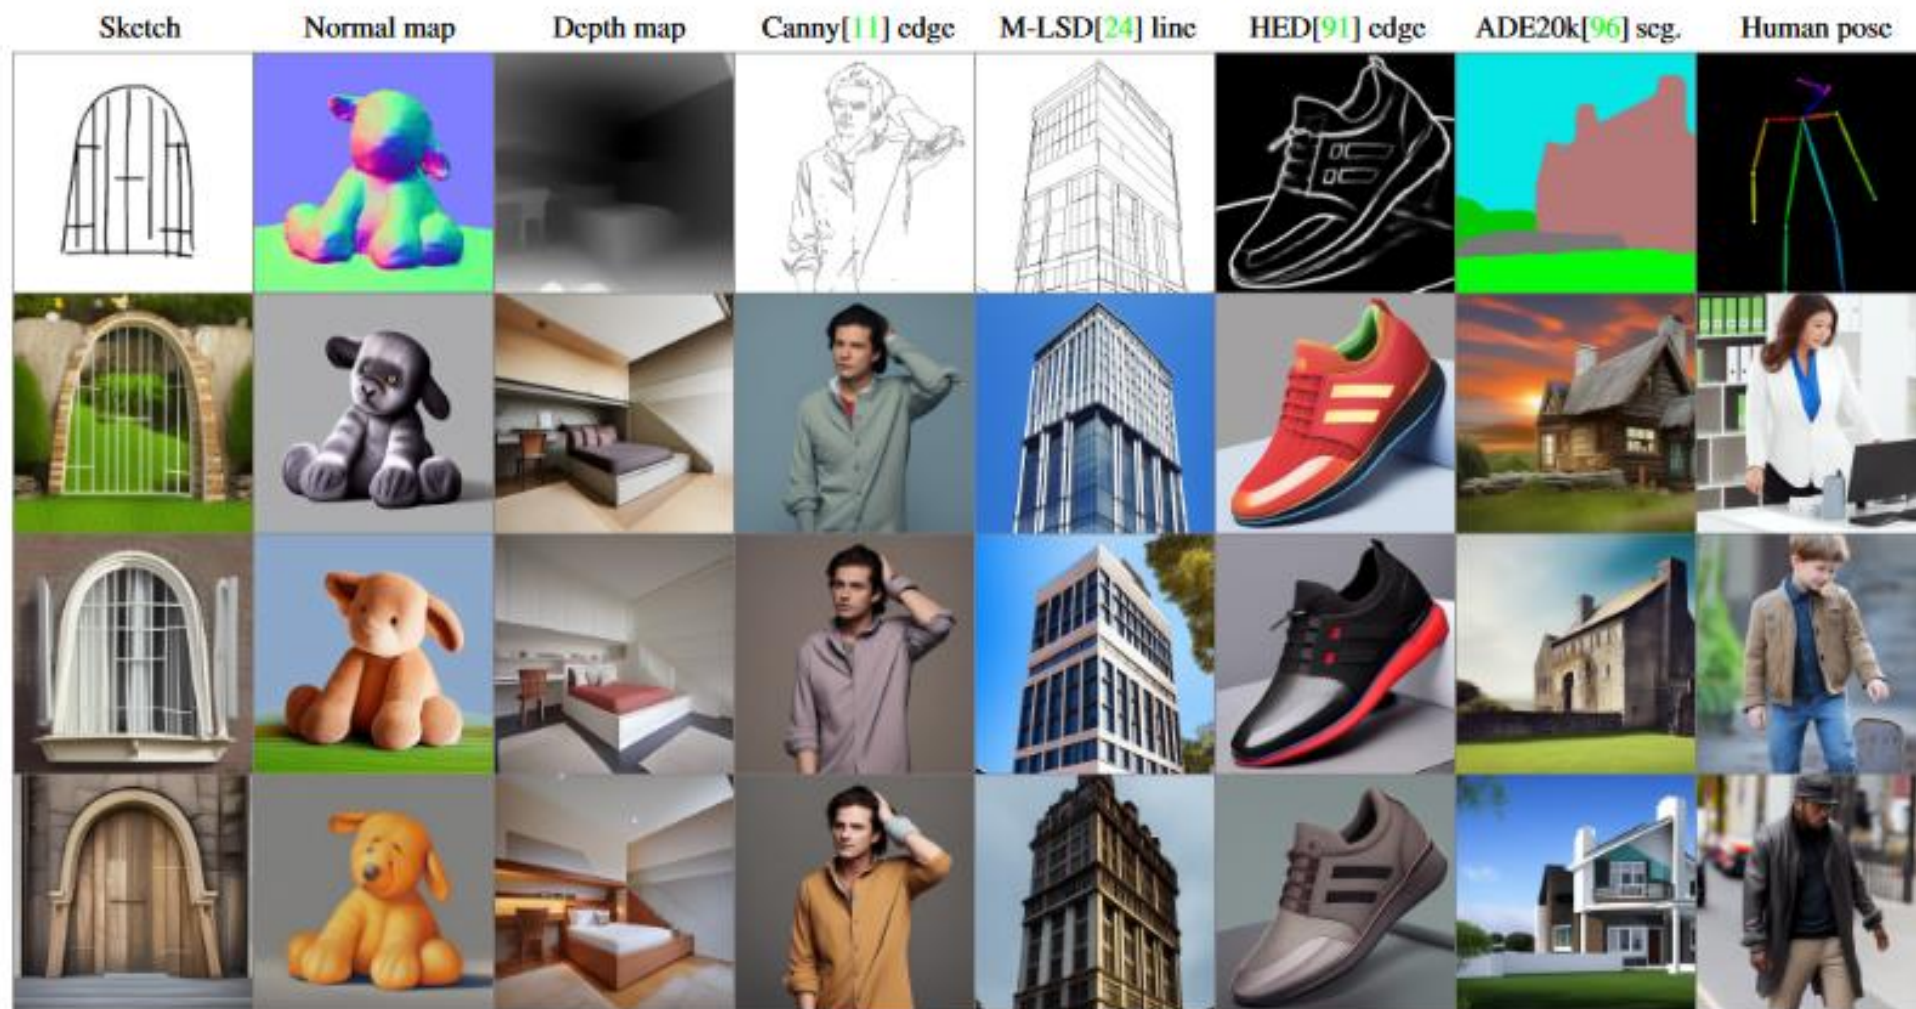 Sketch Normal map Depth map Canny[11] edge M-LSD[24] line HED[91] edge ADE20k[96] seg. Human pose